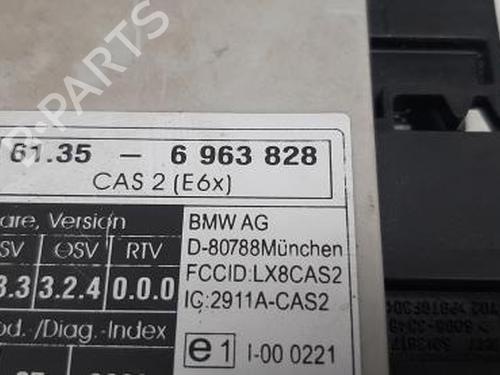 B-PARTS
61.35 – 6 963 828
CAS 2 (E6x)
are, Version
SV ΘSV RTV
3.3 3.2.4 0.0.0
od. /Diag.-Index
BMW AG
D-80788München
FCCID:LX8CAS2
IC:2911A-CAS2
e1 I-00 0221